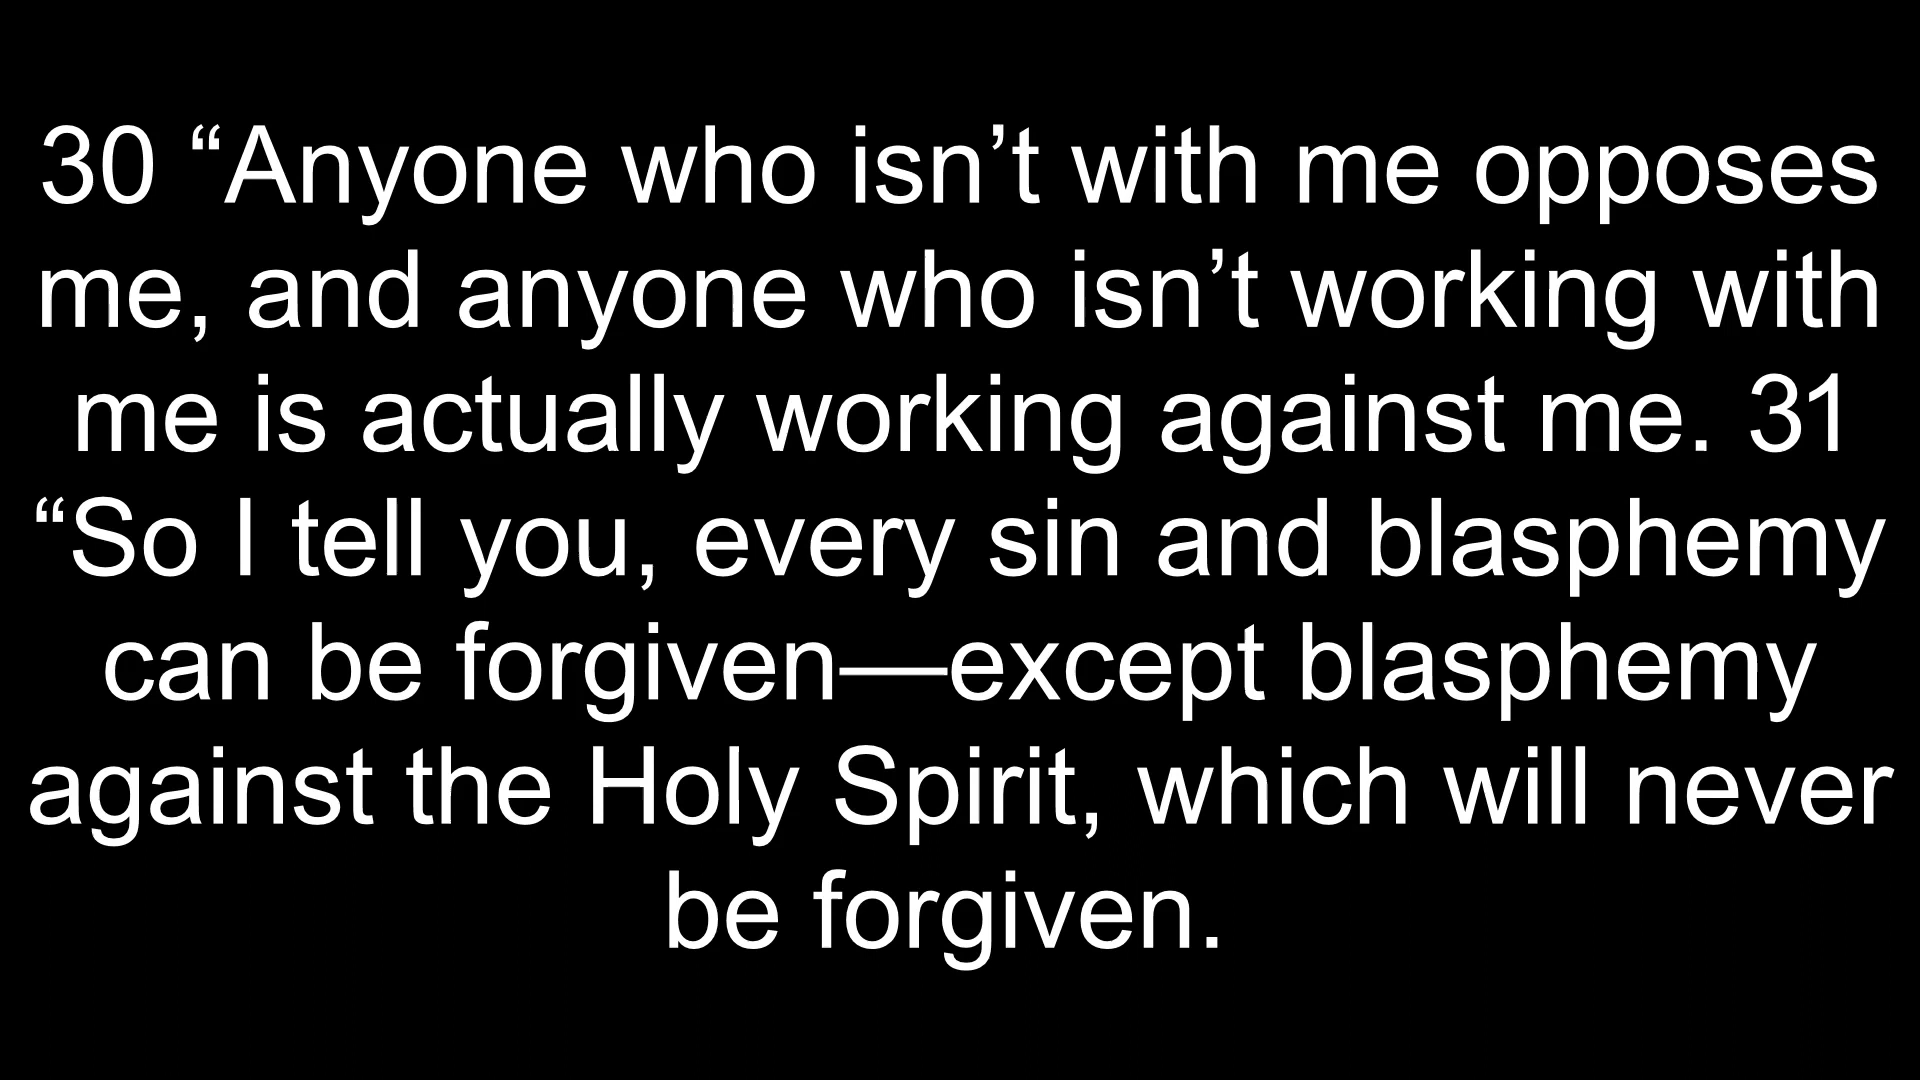 30 “Anyone who isn’t with me opposes
me, and anyone who isn’t working with
me is actually working against me. 31
“So I tell you, every sin and blasphemy
can be forgiven—except blasphemy
against the Holy Spirit, which will never
be forgiven.